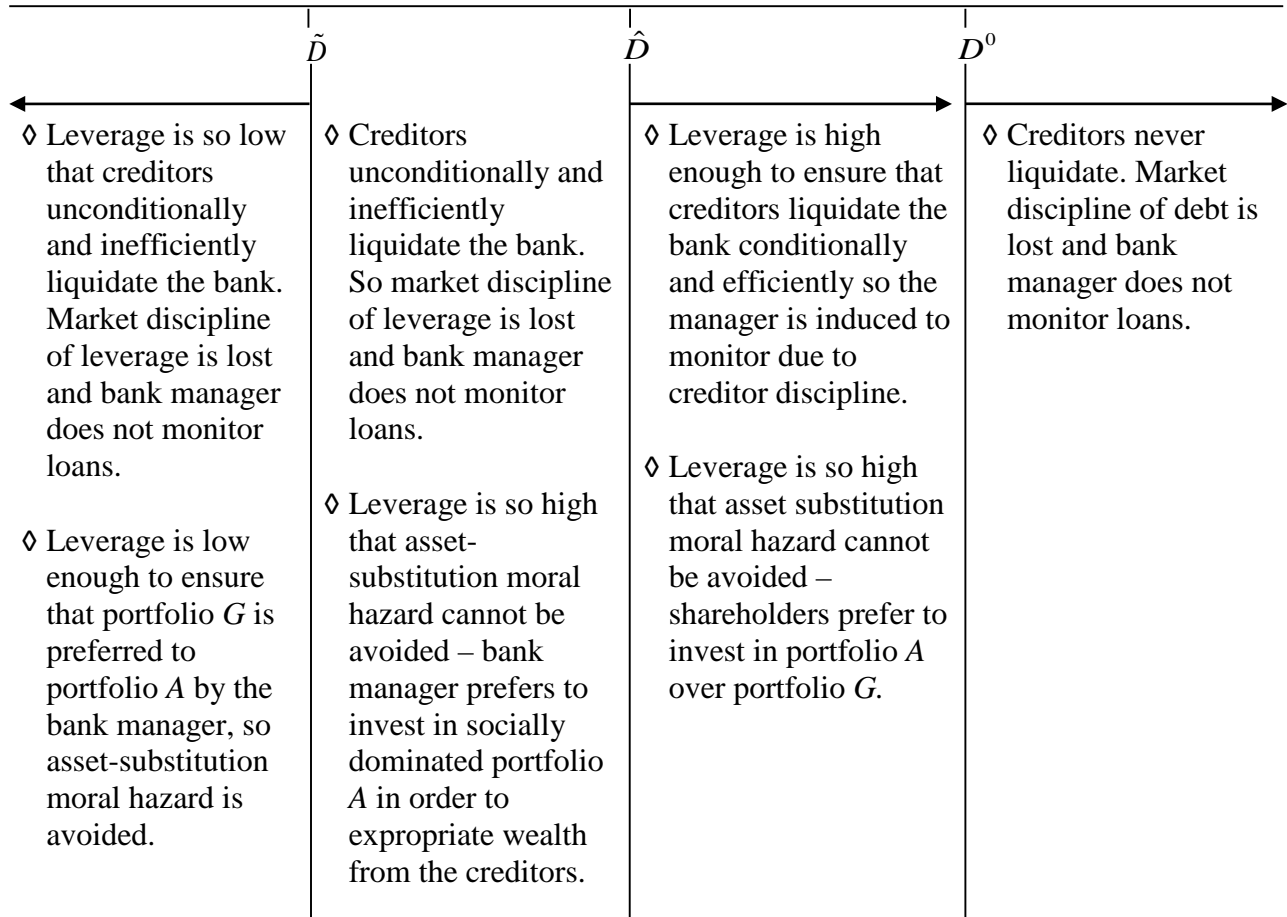 D̃
D̂
D⁰
◊ Leverage is so low
that creditors
unconditionally
and inefficiently
liquidate the bank.
Market discipline
of leverage is lost
and bank manager
does not monitor
loans.
◊ Leverage is low
enough to ensure
that portfolio G is
preferred to
portfolio A by the
bank manager, so
asset-substitution
moral hazard is
avoided.
◊ Creditors
unconditionally and
inefficiently
liquidate the bank.
So market discipline
of leverage is lost
and bank manager
does not monitor
loans.
◊ Leverage is so high
that asset-
substitution moral
hazard cannot be
avoided – bank
manager prefers to
invest in socially
dominated portfolio
A in order to
expropriate wealth
from the creditors.
◊ Leverage is high
enough to ensure that
creditors liquidate the
bank conditionally
and efficiently so the
manager is induced to
monitor due to
creditor discipline.
◊ Leverage is so high
that asset substitution
moral hazard cannot
be avoided –
shareholders prefer to
invest in portfolio A
over portfolio G.
◊ Creditors never
liquidate. Market
discipline of debt is
lost and bank
manager does not
monitor loans.